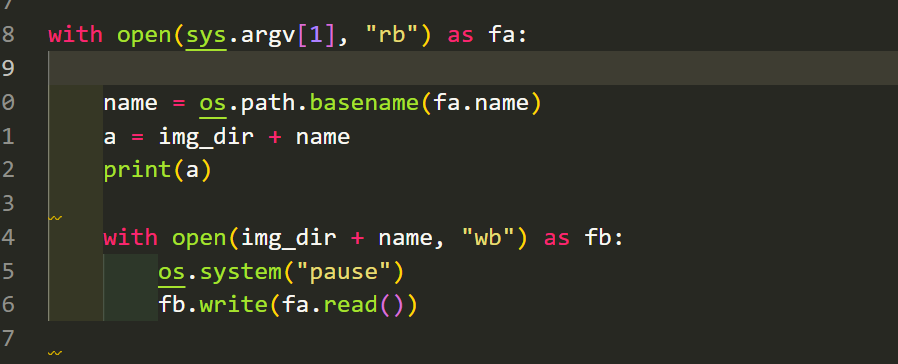 7
8 with open(sys.argv[1], "rb") as fa:
9
0 name = os.path.basename(fa.name)
1 a = img_dir + name
2 print(a)
3
4 with open(img_dir + name, "wb") as fb:
5 os.system("pause")
6 fb.write(fa.read())
7